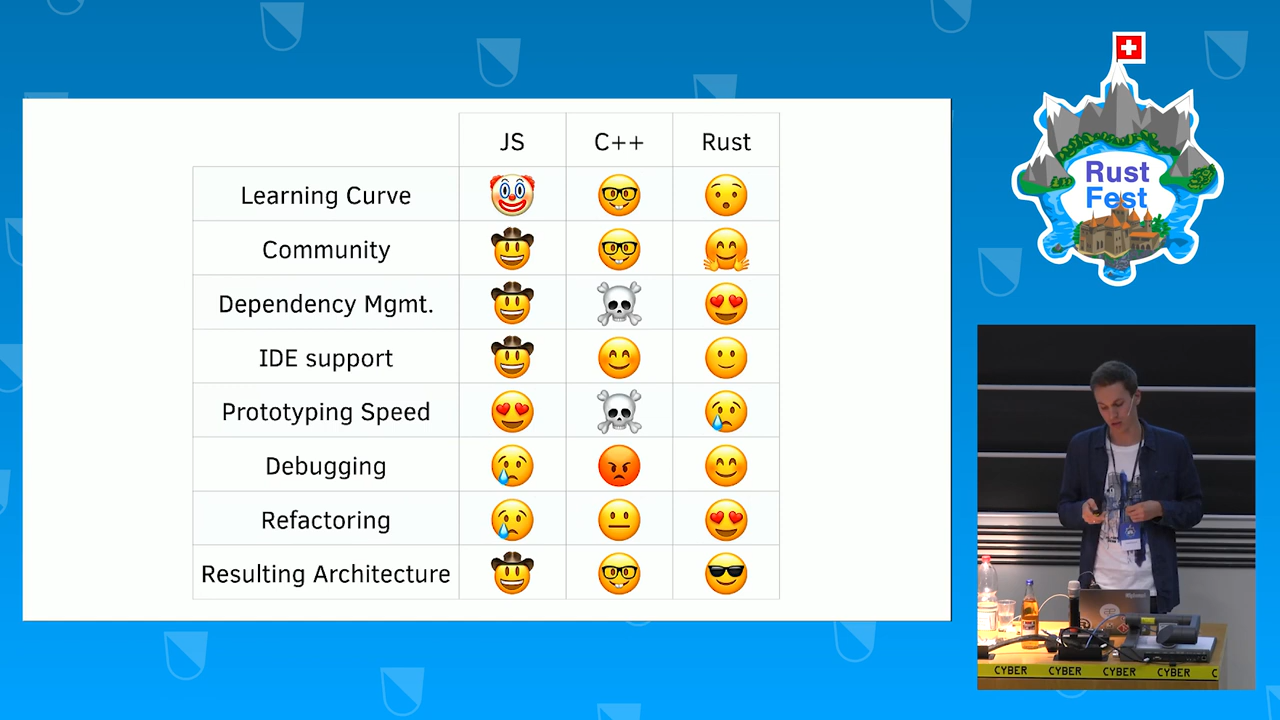 JS C++ Rust
Learning Curve 🤡 🤓 😯
Community 🤠 🤓 🤗
Dependency Mgmt. 🤠 ☠️ 😍
IDE support 🤠 😊 🙂
Prototyping Speed 😍 ☠️ 😢
Debugging 😢 😡 😊
Refactoring 😢 😐 😍
Resulting Architecture 🤠 🤓 😎
Rust
Fest
CYBER CYBER CYBER CYBER C